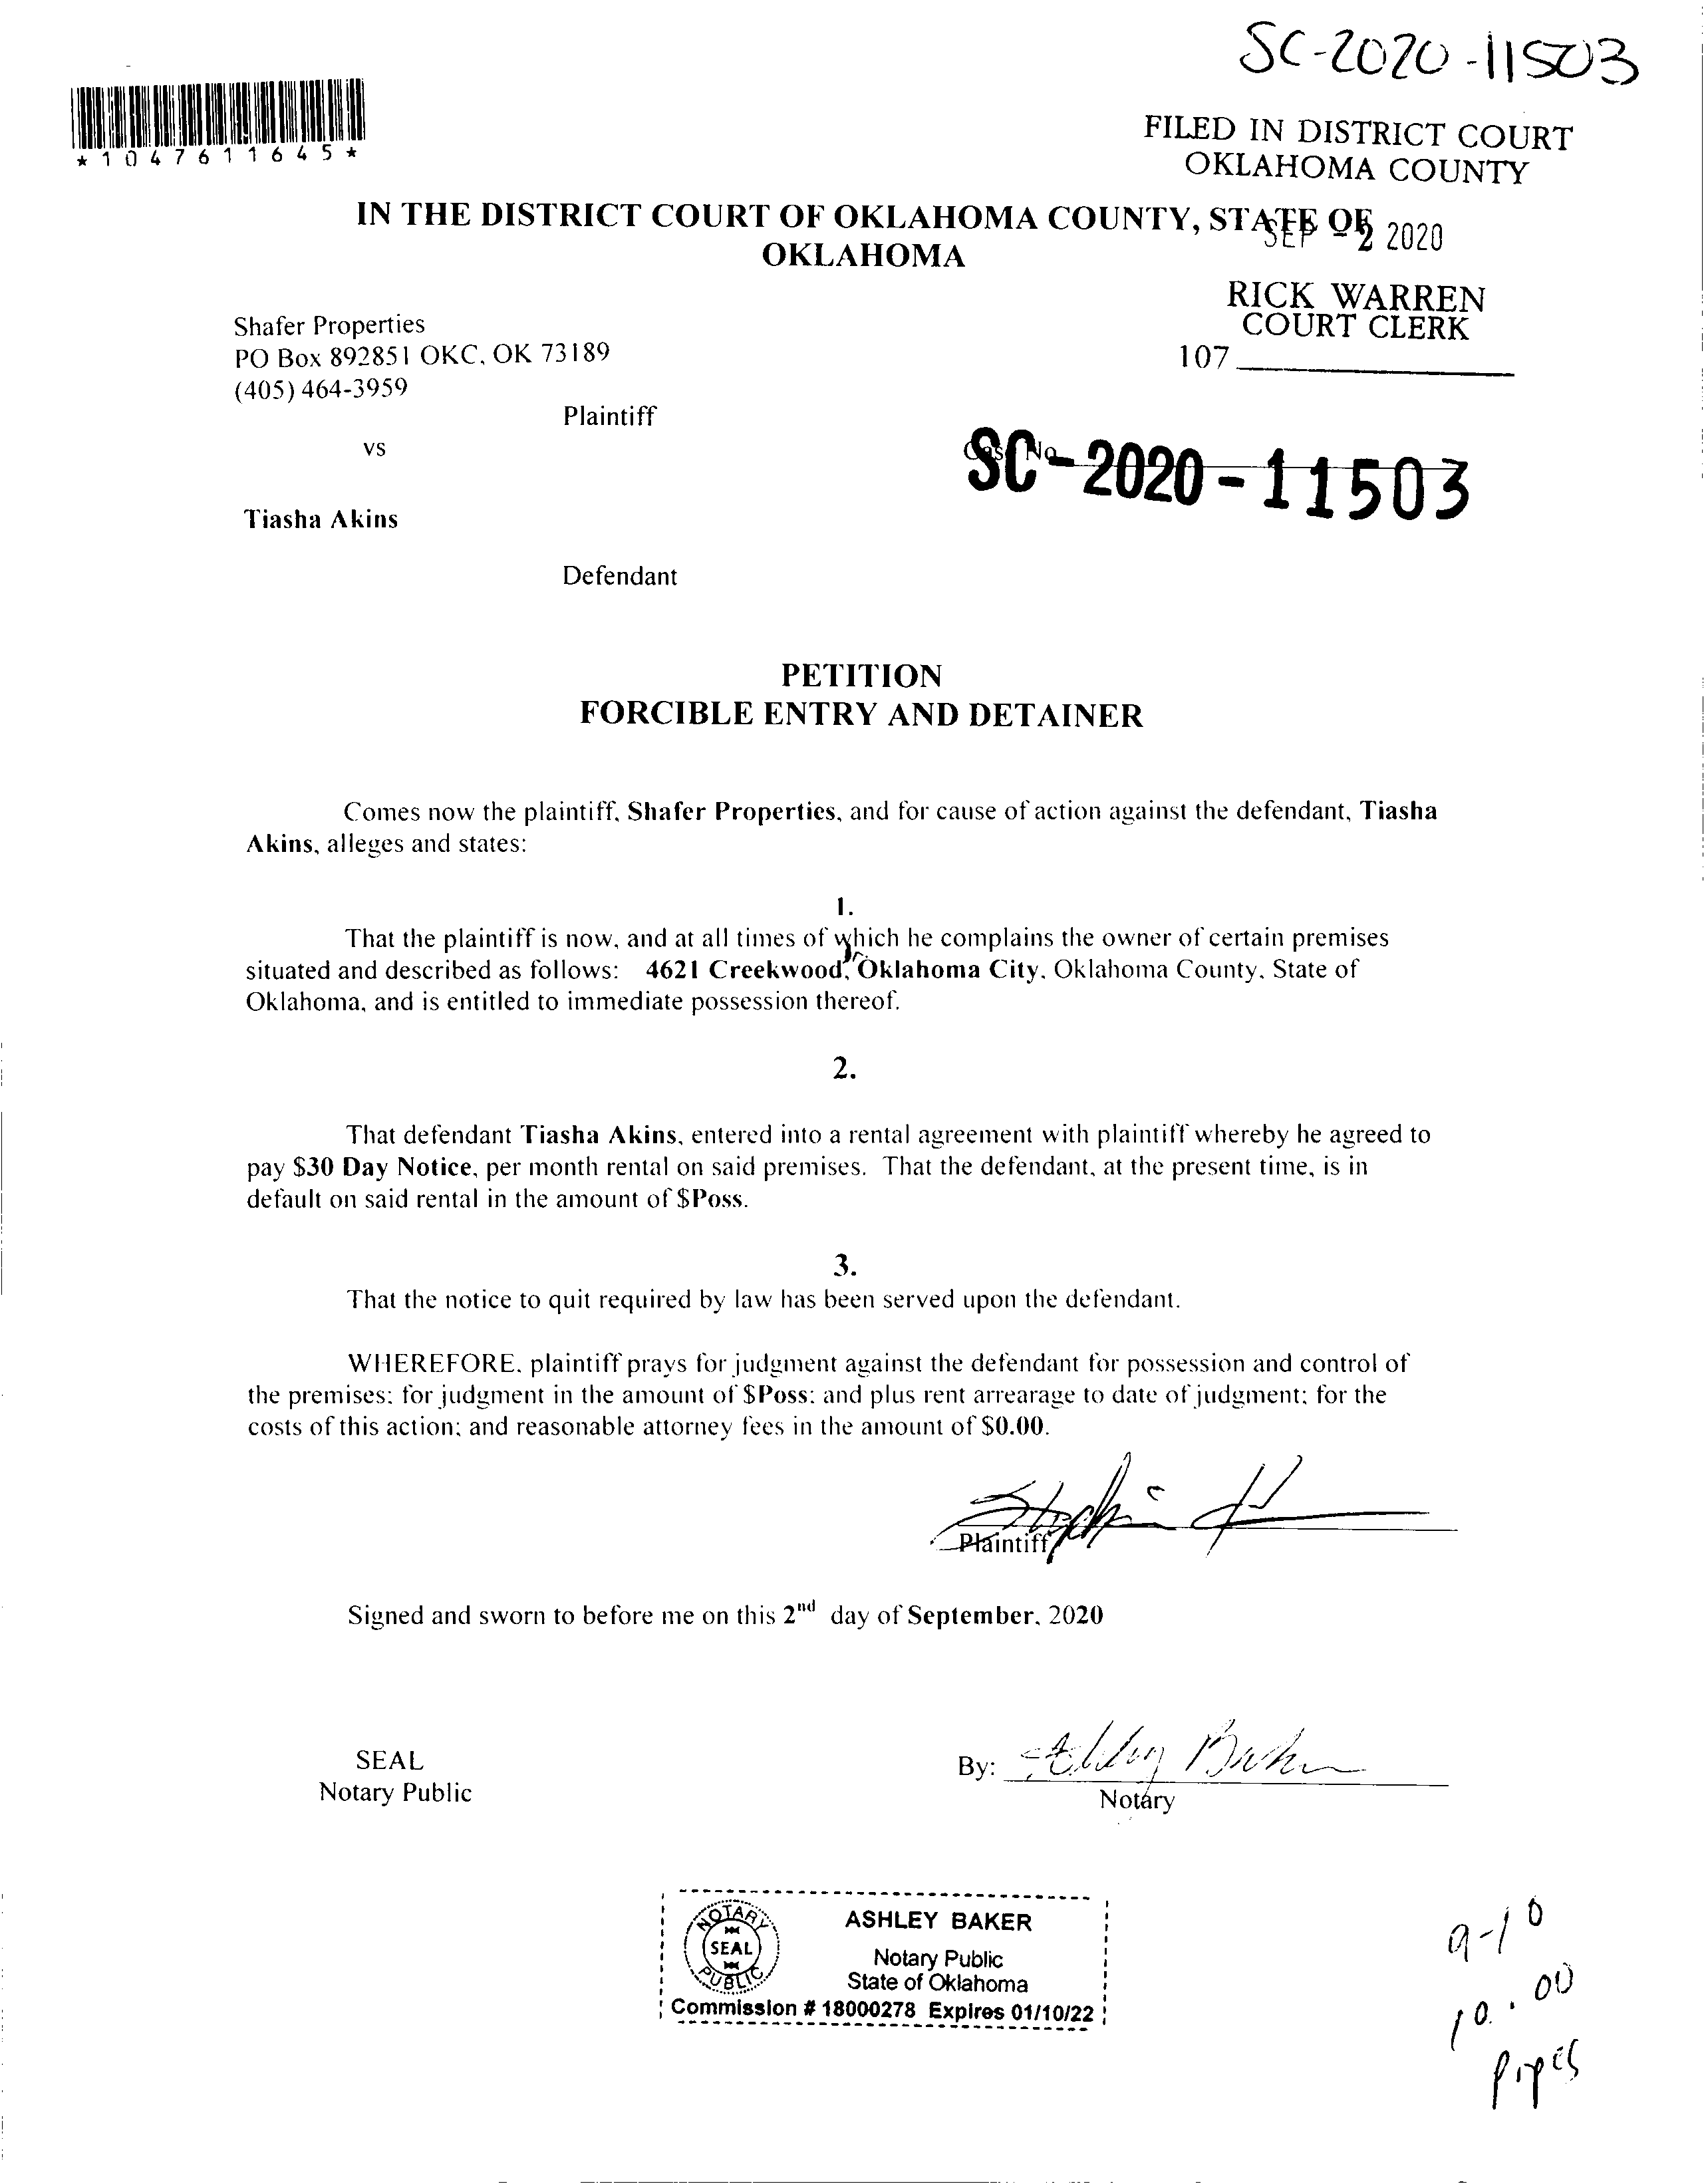 SC-2020-11503
*1047611645*
FILED IN DISTRICT COURT
OKLAHOMA COUNTY
IN THE DISTRICT COURT OF OKLAHOMA COUNTY, STATE OF
SEP - 2 2020
OKLAHOMA
RICK WARREN
COURT CLERK
107
Shafer Properties
PO Box 892851 OKC, OK 73189
(405) 464-3959
Plaintiff
vs
Case No
SC-2020-11503
Tiasha Akins
Defendant
PETITION
FORCIBLE ENTRY AND DETAINER
Comes now the plaintiff, Shafer Properties, and for cause of action against the defendant, Tiasha
Akins, alleges and states:
1.
That the plaintiff is now, and at all times of which he complains the owner of certain premises
situated and described as follows: 4621 Creekwood, Dr Oklahoma City, Oklahoma County, State of
Oklahoma, and is entitled to immediate possession thereof.
2.
That defendant Tiasha Akins, entered into a rental agreement with plaintiff whereby he agreed to
pay $30 Day Notice, per month rental on said premises. That the defendant, at the present time, is in
default on said rental in the amount of $Poss.
3.
That the notice to quit required by law has been served upon the defendant.
WHEREFORE, plaintiff prays for judgment against the defendant for possession and control of
the premises; for judgment in the amount of $Poss; and plus rent arrearage to date of judgment; for the
costs of this action; and reasonable attorney fees in the amount of $0.00.
Plaintiff
Signed and sworn to before me on this 2nd day of September, 2020
SEAL
Notary Public
By: Ashley Baker
Notary
NOTARY PUBLIC
SEAL
ASHLEY BAKER
Notary Public
State of Oklahoma
Commission # 18000278 Expires 01/10/22
9-10
10:00
pipes